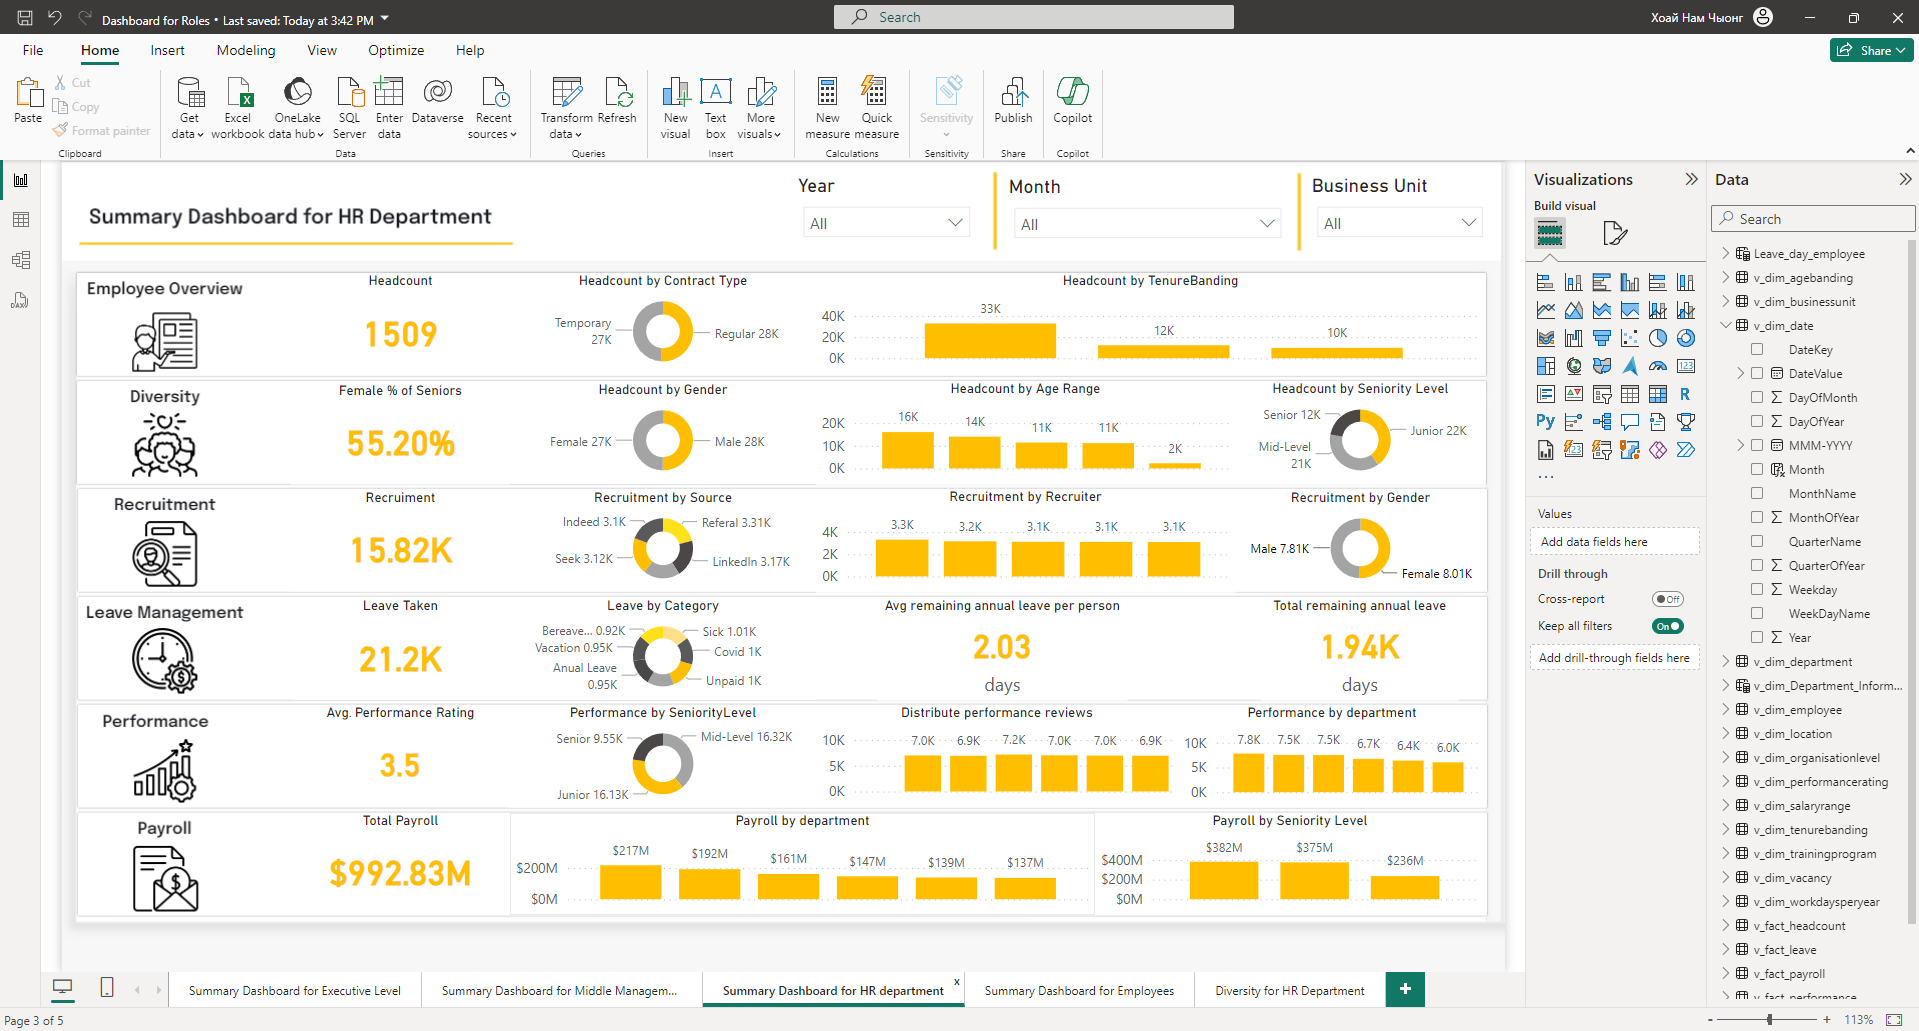 Dashboard for Roles • Last saved: Today at 3:42 PM
Search
Хоай Нам Чыонг
File
Home
Insert
Modeling
View
Optimize
Help
Share
Paste
Cut
Copy
Format painter
Clipboard
Get data
Excel workbook
OneLake data hub
SQL Server
Enter data
Dataverse
Recent sources
Data
Transform data
Refresh
Queries
New visual
Text box
More visuals
Insert
New measure
Quick measure
Calculations
Sensitivity
Sensitivity
Publish
Share
Copilot
Copilot
Summary Dashboard for HR Department
Year
All
Month
All
Business Unit
All
Employee Overview
Headcount
1509
Headcount by Contract Type
Temporary 27K
Regular 28K
Headcount by TenureBanding
40K
20K
0K
33K
12K
10K
Diversity
Female % of Seniors
55.20%
Headcount by Gender
Female 27K
Male 28K
Headcount by Age Range
20K
10K
0K
16K
14K
11K
11K
2K
Headcount by Seniority Level
Senior 12K
Mid-Level 21K
Junior 22K
Recruitment
Recruiment
15.82K
Recruitment by Source
Indeed 3.1K
Referal 3.31K
Seek 3.12K
LinkedIn 3.17K
Recruitment by Recruiter
4K
2K
0K
3.3K
3.2K
3.1K
3.1K
3.1K
Recruitment by Gender
Male 7.81K
Female 8.01K
Leave Management
Leave Taken
21.2K
Leave by Category
Bereave... 0.92K
Vacation 0.95K
Anual Leave 0.95K
Sick 1.01K
Covid 1K
Unpaid 1K
Avg remaining annual leave per person
2.03
days
Total remaining annual leave
1.94K
days
Performance
Avg. Performance Rating
3.5
Performance by SeniorityLevel
Senior 9.55K
Mid-Level 16.32K
Junior 16.13K
Distribute performance reviews
10K
5K
0K
7.0K
6.9K
7.2K
7.0K
7.0K
6.9K
Performance by department
10K
5K
0K
7.8K
7.5K
7.5K
6.7K
6.4K
6.0K
Payroll
Total Payroll
$992.83M
Payroll by department
$200M
$0M
$217M
$192M
$161M
$147M
$139M
$137M
Payroll by Seniority Level
$400M
$200M
$0M
$382M
$375M
$236M
Visualizations
Build visual
Values
Add data fields here
Drill through
Cross-report
Off
Keep all filters
On
Add drill-through fields here
Data
Search
Leave_day_employee
v_dim_agebanding
v_dim_businessunit
v_dim_date
DateKey
DateValue
DayOfMonth
DayOfYear
MMM-YYYY
Month
MonthName
MonthOfYear
QuarterName
QuarterOfYear
Weekday
WeekDayName
Year
v_dim_department
v_dim_Department_Inform...
v_dim_employee
v_dim_location
v_dim_organisationlevel
v_dim_performancerating
v_dim_salaryrange
v_dim_tenurebanding
v_dim_trainingprogram
v_dim_vacancy
v_dim_workdaysperyear
v_fact_headcount
v_fact_leave
v_fact_payroll
v_fact_performance
Summary Dashboard for Executive Level
Summary Dashboard for Middle Managem...
Summary Dashboard for HR department
x
Summary Dashboard for Employees
Diversity for HR Department
Page 3 of 5
113%